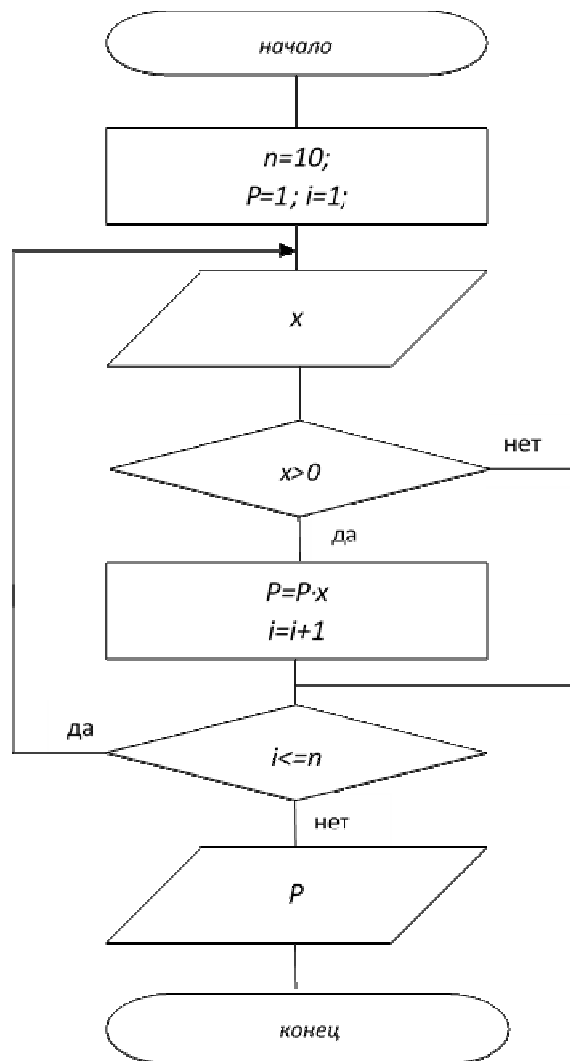 начало
n=10;
P=1; i=1;
x
x>0
нет
да
P=P·x
i=i+1
да
i<=n
нет
P
конец